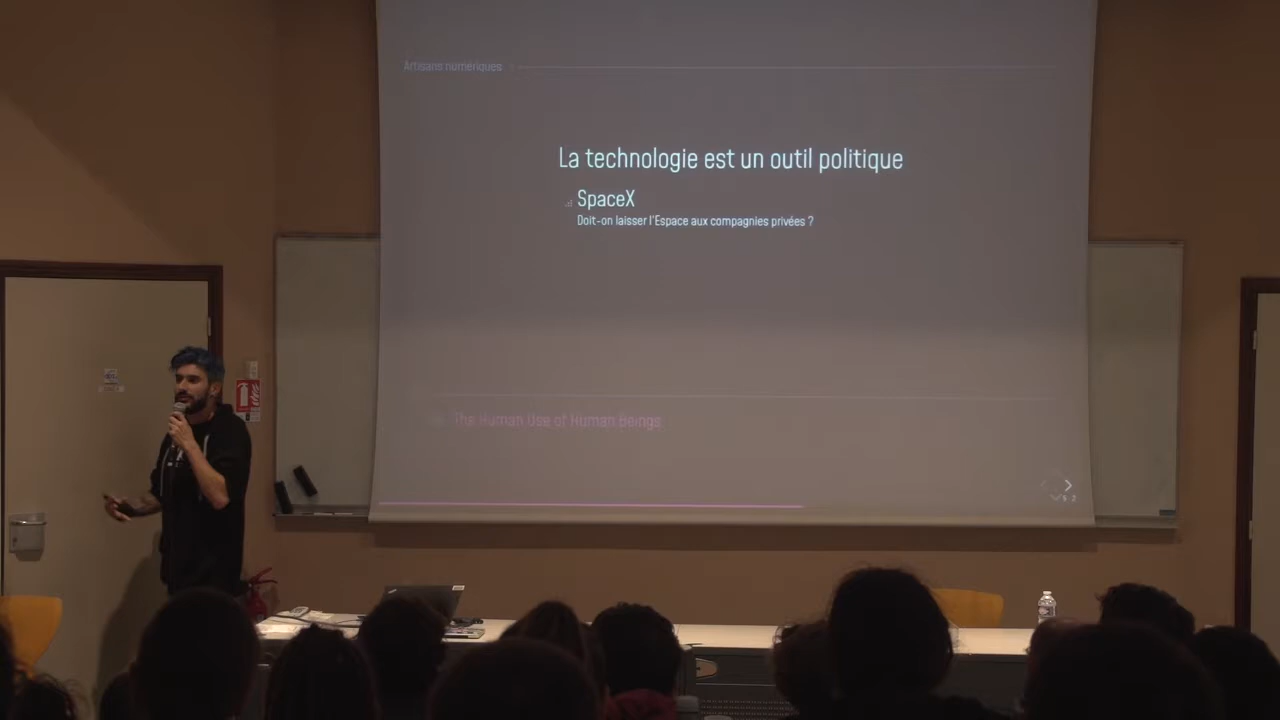 Artisans numériques
La technologie est un outil politique
SpaceX
Doit-on laisser l'Espace aux compagnies privées ?
The Human Use of Human Beings